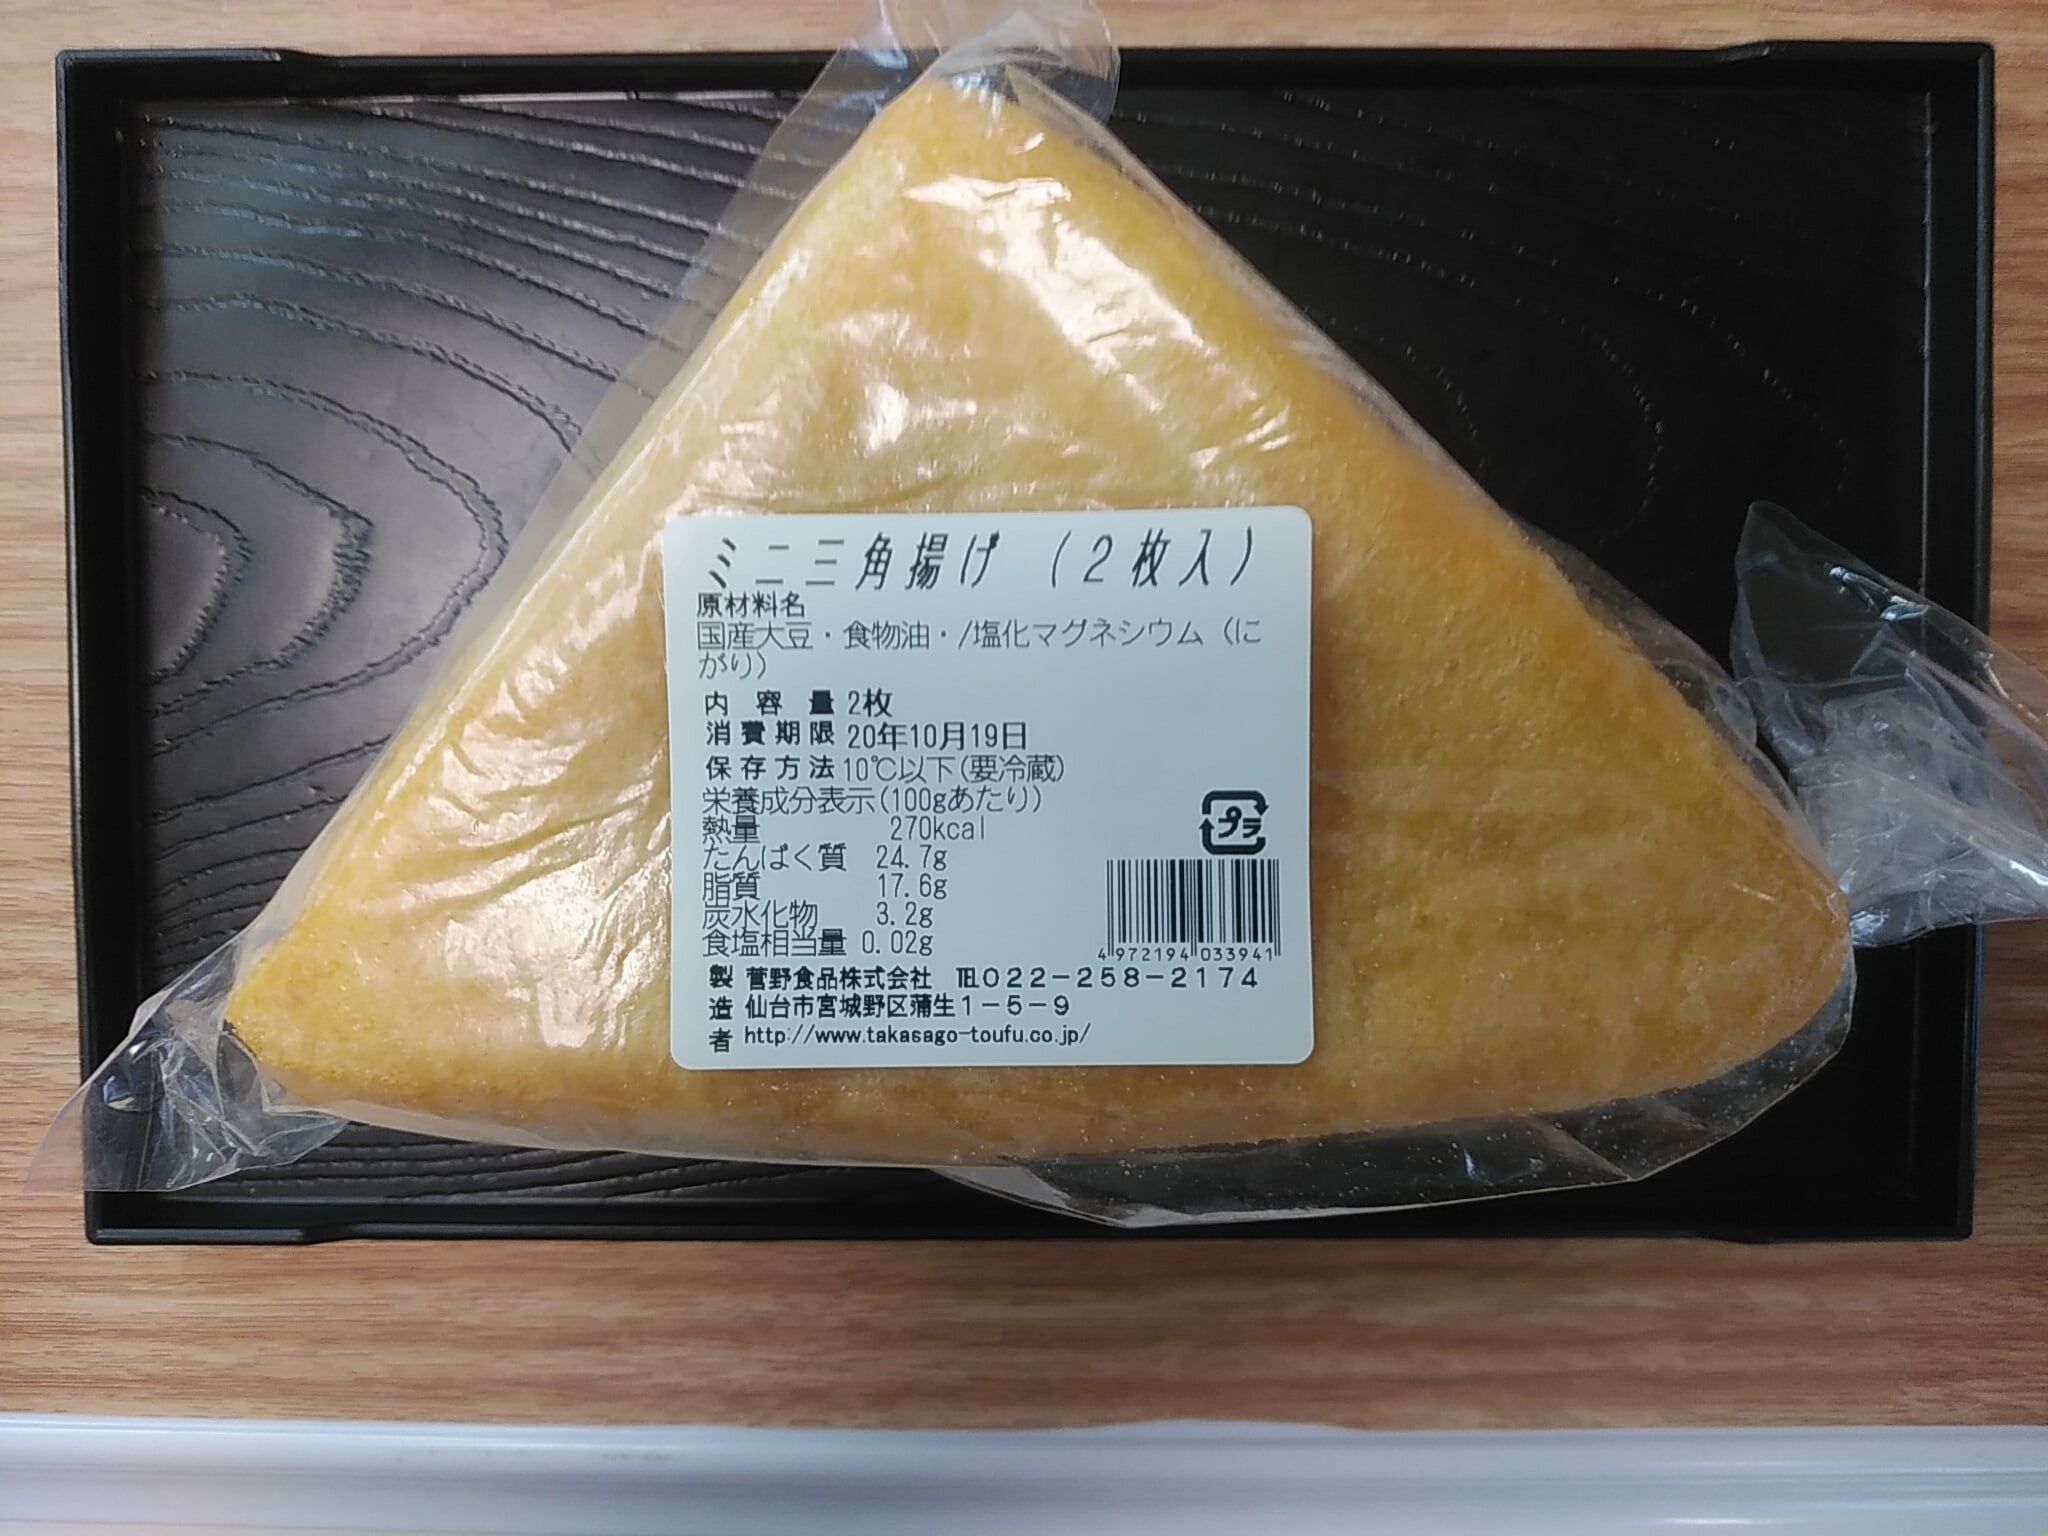 ミニ三角揚げ（2枚入）
原材料名
国産大豆・食物油・/塩化マグネシウム（に
がり）
内容量 2枚
消費期限 20年10月19日
保存方法 10℃以下（要冷蔵）
栄養成分表示（100gあたり）
熱量 270kcal
たんぱく質 24.7g
脂質 17.6g
炭水化物 3.2g
食塩相当量 0.02g
プラ
4972194033941
製造者
菅野食品株式会社 ℡022-258-2174
仙台市宮城野区蒲生1-5-9
http://www.takasago-toufu.co.jp/